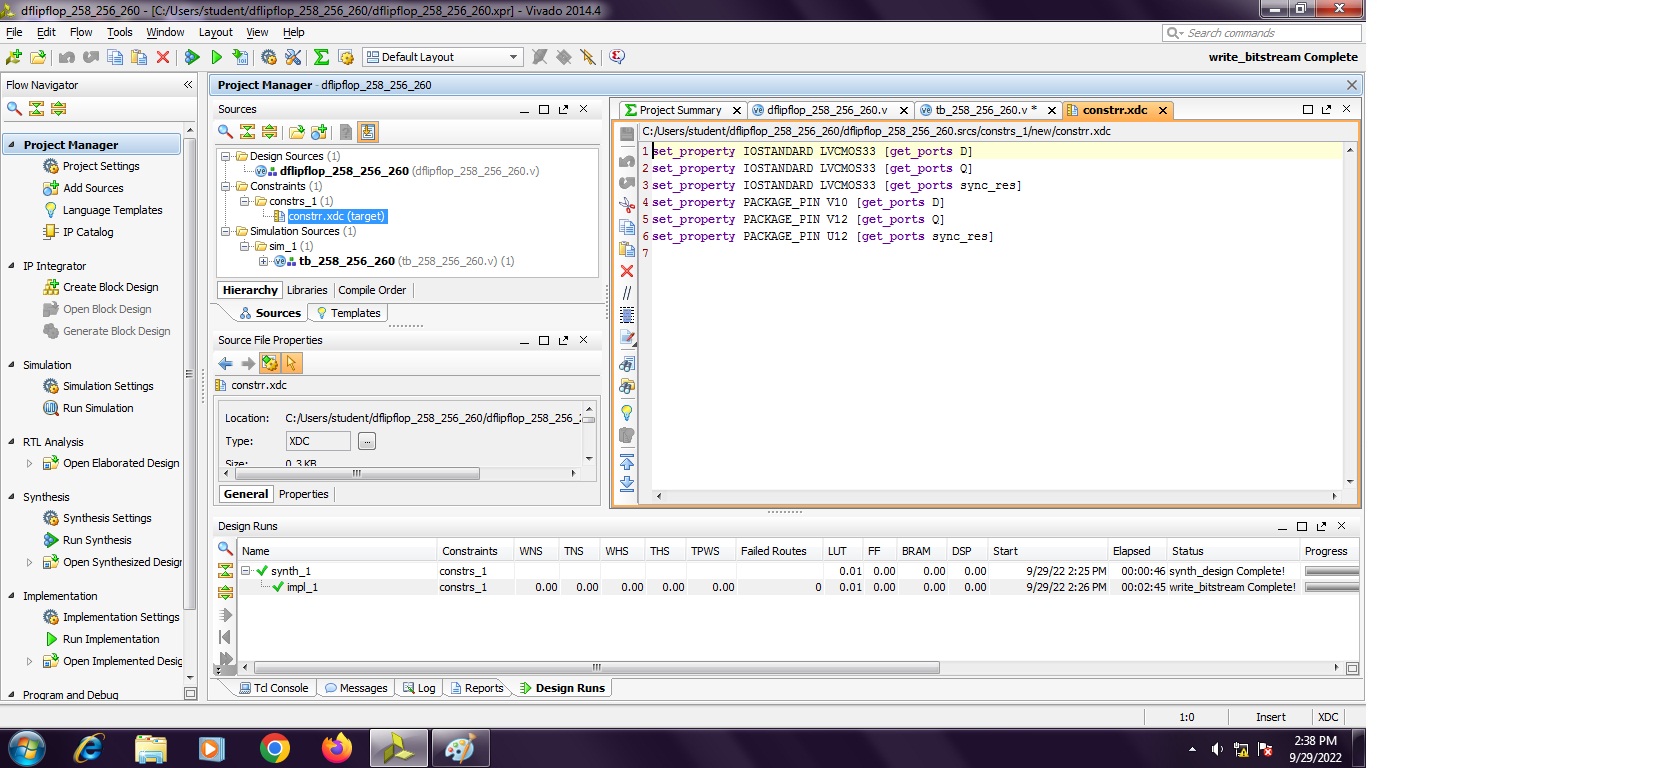 dflipflop_258_256_260 - [C:/Users/student/dflipflop_258_256_260/dflipflop_258_256_260.xpr] - Vivado 2014.4
File Edit Flow Tools Window Layout View Help
Search commands
Default Layout
write_bitstream Complete
Flow Navigator
Project Manager
Project Settings
Add Sources
Language Templates
IP Catalog
IP Integrator
Create Block Design
Open Block Design
Generate Block Design
Simulation
Simulation Settings
Run Simulation
RTL Analysis
Open Elaborated Design
Synthesis
Synthesis Settings
Run Synthesis
Open Synthesized Design
Implementation
Implementation Settings
Run Implementation
Open Implemented Desig
Program and Debug
Project Manager - dflipflop_258_256_260
Sources
Design Sources (1)
dflipflop_258_256_260 (dflipflop_258_256_260.v)
Constraints (1)
constrs_1 (1)
constrr.xdc (target)
Simulation Sources (1)
sim_1 (1)
tb_258_256_260 (tb_258_256_260.v) (1)
Hierarchy Libraries Compile Order
Sources Templates
Source File Properties
constrr.xdc
Location: C:/Users/student/dflipflop_258_256_260/dflipflop_258_256_
Type: XDC ...
Size: 0.3 KB
General Properties
Project Summary dflipflop_258_256_260.v tb_258_256_260.v * constrr.xdc
C:/Users/student/dflipflop_258_256_260/dflipflop_258_256_260.srcs/constrs_1/new/constrr.xdc
1 set_property IOSTANDARD LVCMOS33 [get_ports D]
2 set_property IOSTANDARD LVCMOS33 [get_ports Q]
3 set_property IOSTANDARD LVCMOS33 [get_ports sync_res]
4 set_property PACKAGE_PIN V10 [get_ports D]
5 set_property PACKAGE_PIN V12 [get_ports Q]
6 set_property PACKAGE_PIN U12 [get_ports sync_res]
7
Design Runs
Name Constraints WNS TNS WHS THS TPWS Failed Routes LUT FF BRAM DSP Start Elapsed Status Progress
synth_1 constrs_1 0.01 0.00 0.00 0.00 9/29/22 2:25 PM 00:00:46 synth_design Complete!
impl_1 constrs_1 0.00 0.00 0.00 0.00 0.00 0 0.01 0.00 0.00 0.00 9/29/22 2:26 PM 00:02:45 write_bitstream Complete!
Tcl Console Messages Log Reports Design Runs
1:0 Insert XDC
2:38 PM
9/29/2022